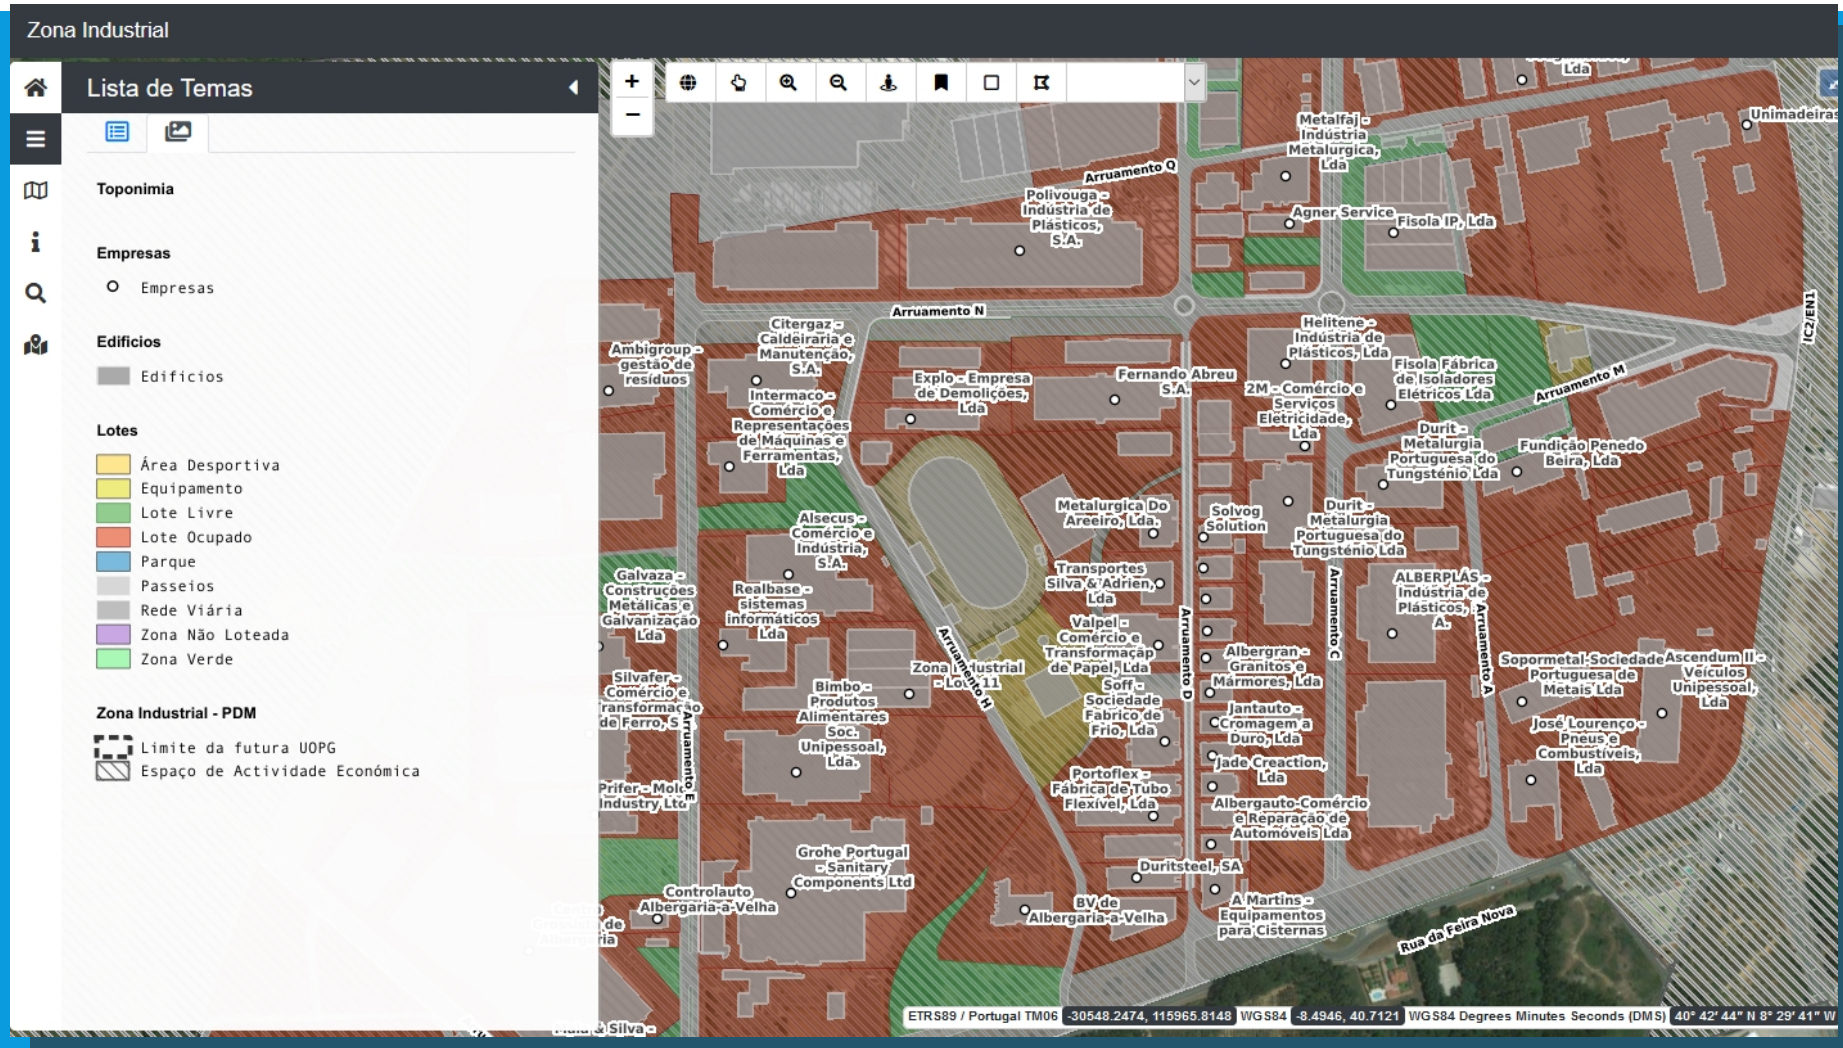 Zona Industrial
Lista de Temas
Toponimia
Empresas
Empresas
Edificios
Edificios
Lotes
Área Desportiva
Equipamento
Lote Livre
Lote Ocupado
Parque
Passeios
Rede Viária
Zona Não Loteada
Zona Verde
Zona Industrial - PDM
Limite da futura UOPG
Espaço de Actividade Económica
+
−
Lda
Unimadeiras
Metalfaj -
Indústria
Metalurgica,
Lda
Arruamento Q
Polivouga -
Indústria de
Plásticos,
S.A.
Agner Service
Fisola IP, Lda
Arruamento N
IC2/EN1
Citergaz -
Caldeiraria e
Manutenção,
S.A.
Helitene -
Indústria de
Plásticos, Lda
Ambigroup -
gestão de
resíduos
Explo - Empresa
de Demolições,
Lda
Fernando Abreu
S.A.
Fisola Fábrica
de Isoladores
Elétricos Lda
Arruamento M
Intermaco -
Comércio e
Representações
de Máquinas e
Ferramentas,
Lda
2M - Comércio e
Serviços
Eletricidade,
Lda
Durit -
Metalurgia
Portuguesa do
Tungsténio Lda
Fundição Penedo
Beira, Lda
Metalurgica Do
Areeiro, Lda.
Solvog
Solution
Durit -
Metalurgia
Portuguesa do
Tungsténio Lda
Alsecus -
Comércio e
Indústria,
S.A.
Galvaza -
Construções
Metálicas e
Galvanização
Lda
Realbase -
sistemas
informáticos
Lda
Transportes
Silva & Adrien,
Lda
Arruamento C
ALBERPLÁS -
Indústria de
Plásticos,
A.
Arruamento A
Arruamento D
Valpel -
Comércio e
Transformaçap
de Papel, Lda
Arruamento H
Zona Industrial
- Lote 11
Albergran -
Granitos e
Mármores, Lda
Sopormetal-Sociedade
Portuguesa de
Metais Lda
Ascendum II -
Veículos
Unipessoal,
Lda
Silvafer -
Comércio e
ransformação
de Ferro, S
Arruamento E
Bimbo -
Produtos
Alimentares
Soc.
Unipessoal,
Lda.
Soff -
Sociedade
Fabrico de
Frio, Lda
Jantauto -
Cromagem a
Duro, Lda
José Lourenço -
Pneus e
Combustíveis,
Lda
Jade Creaction,
Lda
Prifer - Mold
Industry Ltd
Portoflex -
Fábrica de Tubo
Flexível, Lda
Albergauto-Comércio
e Reparação de
Automóveis Lda
Grohe Portugal
- Sanitary
Components Ltd
Duritsteel, SA
Controlauto
Albergaria-a-Velha
BV de
Albergaria-a-Velha
A Martins -
Equipamentos
para Cisternas
Rua da Feira Nova
& Silva -
ETRS89 / Portugal TM06 -30548.2474, 115965.8148 WGS84 -8.4946, 40.7121 WGS84 Degrees Minutes Seconds (DMS) 40° 42' 44" N 8° 29' 41" W